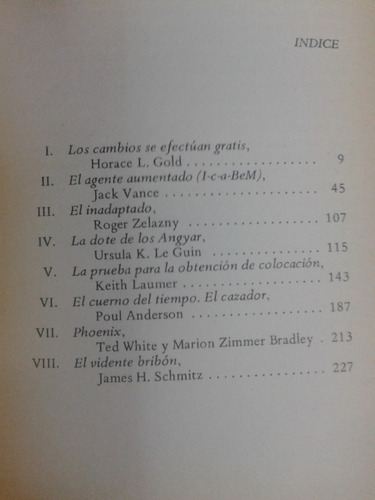 INDICE
I. Los cambios se efectúan gratis,
Horace L. Gold . . . . . . . . . . . . . . . . . . 9
II. El agente aumentado (I-c-a-BeM),
Jack Vance . . . . . . . . . . . . . . . . . . . . . 45
III. El inadaptado,
Roger Zelazny . . . . . . . . . . . . . . . . . . 107
IV. La dote de los Angyar,
Ursula K. Le Guin . . . . . . . . . . . . . . . 115
V. La prueba para la obtención de colocación,
Keith Laumer . . . . . . . . . . . . . . . . . . . 143
VI. El cuerno del tiempo. El cazador,
Poul Anderson . . . . . . . . . . . . . . . . . . 187
VII. Phoenix,
Ted White y Marion Zimmer Bradley . . 213
VIII. El vidente bribón,
James H. Schmitz . . . . . . . . . . . . . . . . 227